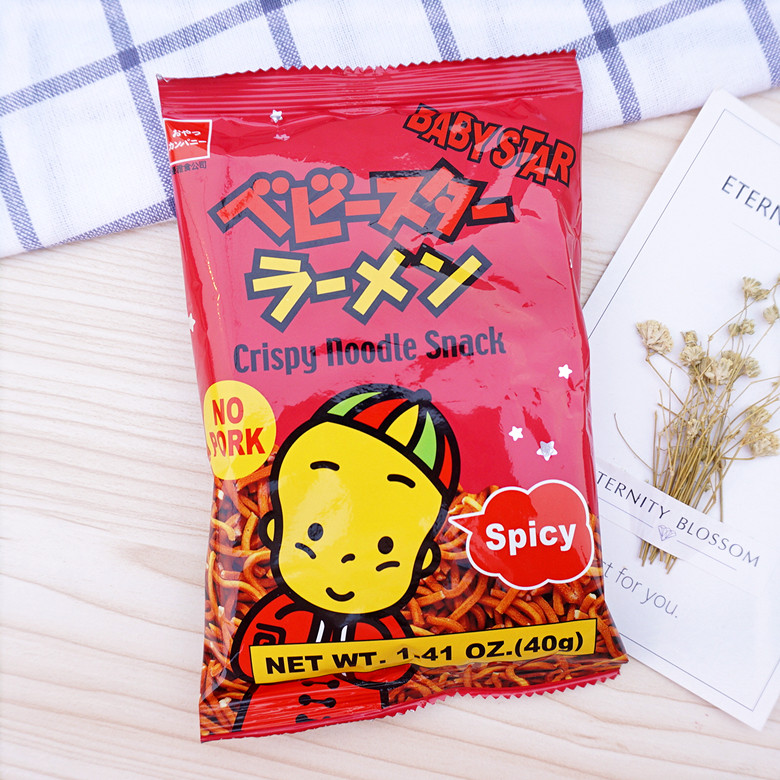 おやつ
カンパニー
BABY STAR
ベビースター
ラーメン
Crispy Noodle Snack
NO
PORK
Spicy
NET WT. 1.41 OZ.(40g)
ETERN
ETERNITY BLOSSOM
st for you.